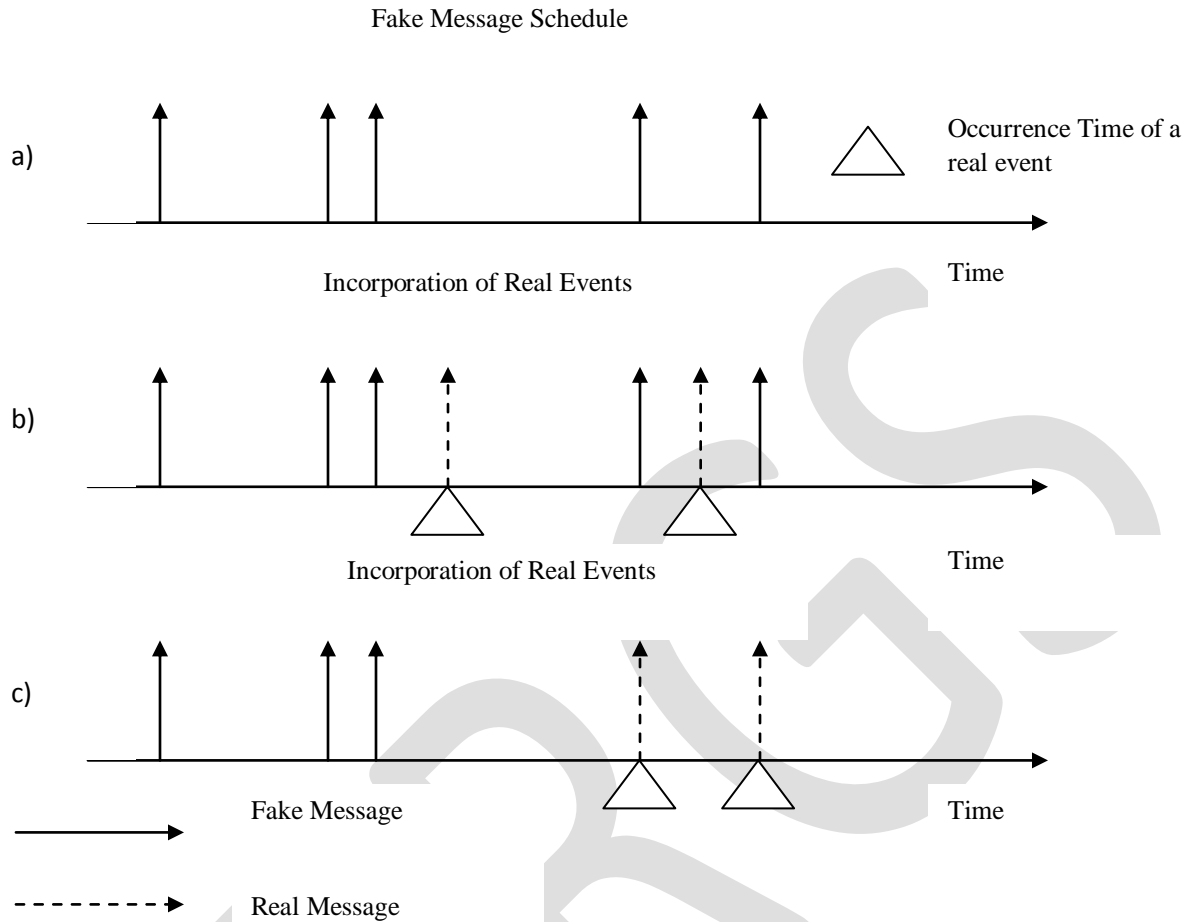 Fake Message Schedule
a)
Occurrence Time of a
real event
Time
Incorporation of Real Events
b)
Time
Incorporation of Real Events
c)
Fake Message
Time
Real Message